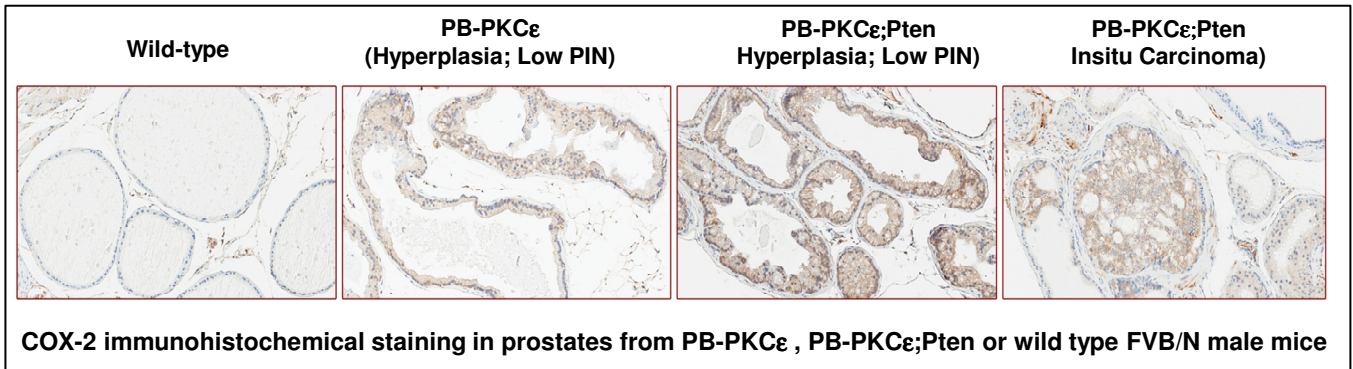 Wild-type
PB-PKCε
(Hyperplasia; Low PIN)
PB-PKCε;Pten
Hyperplasia; Low PIN)
PB-PKCε;Pten
Insitu Carcinoma)
COX-2 immunohistochemical staining in prostates from PB-PKCε , PB-PKCε;Pten or wild type FVB/N male mice